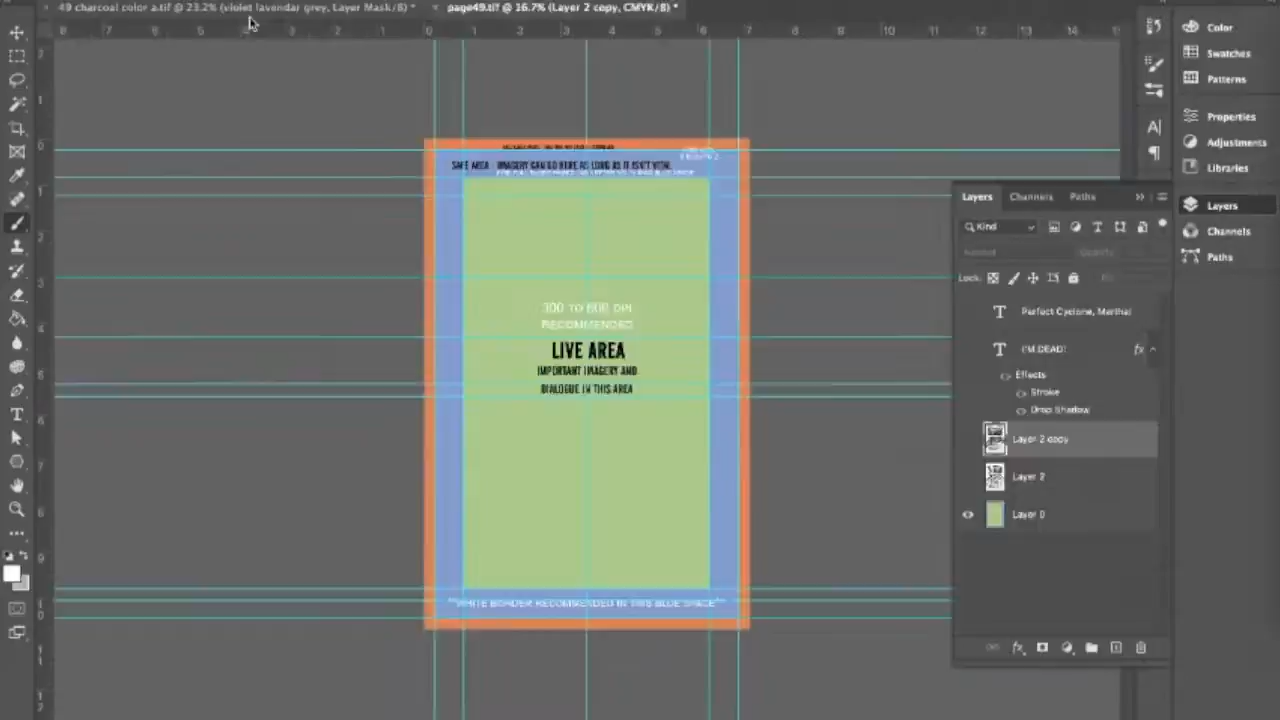 49 charcoal color a.tif @ 23.2% (violet lavendar grey, Layer Mask/8) *
page49.tif @ 16.7% (Layer 2 copy, CMYK/8) *
SAFE AREA : IMAGERY CAN GO HERE AS LONG AS IT ISN'T VITAL
300 TO 600 DPI
RECOMMENDED
LIVE AREA
IMPORTANT IMAGERY AND
DIALOGUE IN THIS AREA
**WHITE BORDER RECOMMENDED IN THIS BLUE SPACE**
Color
Swatches
Patterns
Properties
Adjustments
Libraries
Layers
Channels
Paths
Layers Channels Paths
Kind
Normal Opacity:
Lock:
Perfect Cyclone, Martha!
I'M DEAD!
fx
Effects
Stroke
Drop Shadow
Layer 2 copy
Layer 2
Layer 0